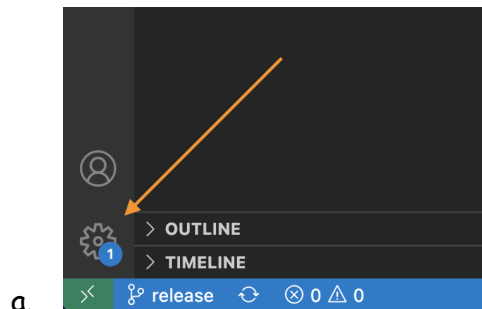 > OUTLINE
1
> TIMELINE
a.
release 0 0